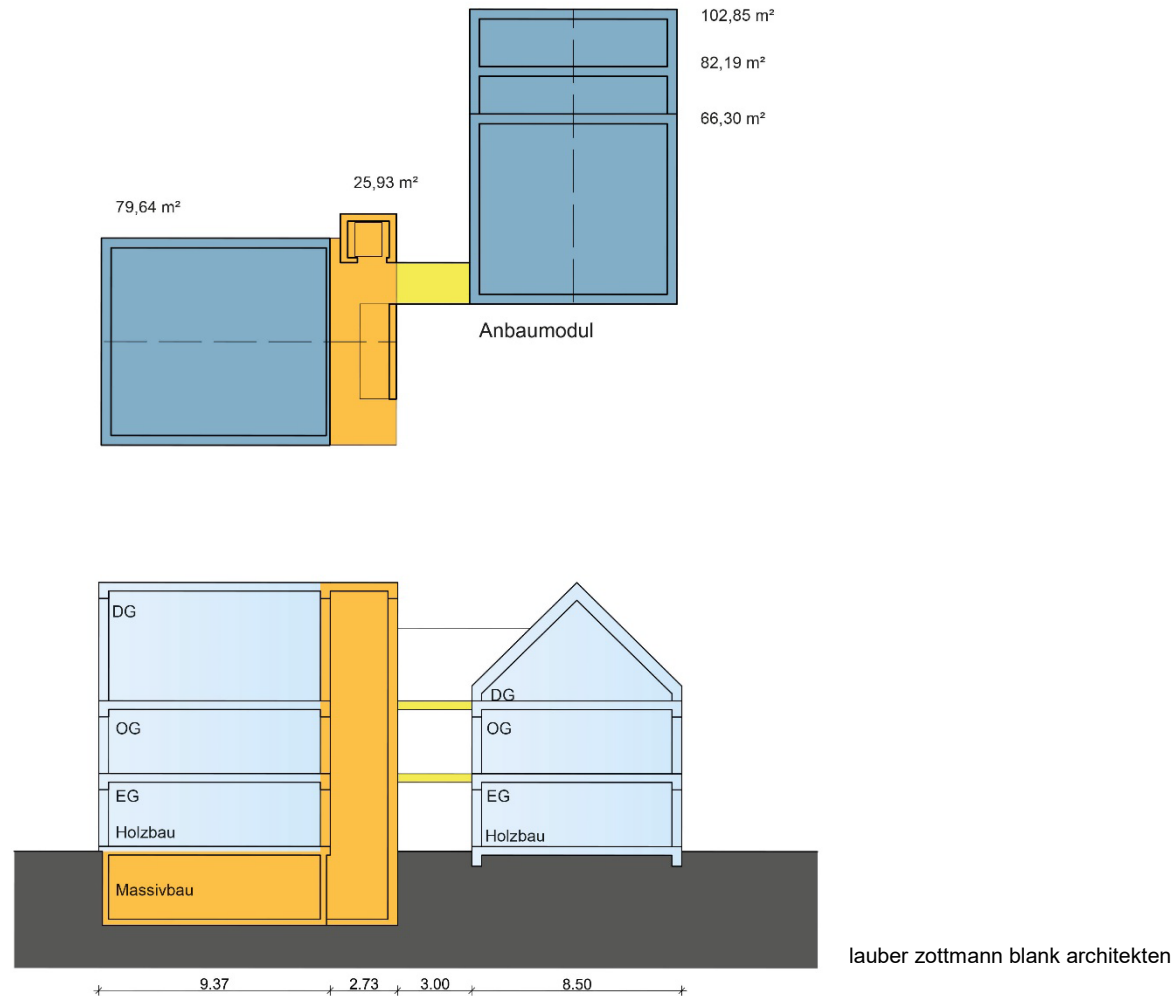 102,85 m²
82,19 m²
66,30 m²
25,93 m²
79,64 m²
Anbaumodul
DG
DG
OG
OG
EG
EG
Holzbau
Holzbau
Massivbau
lauber zottmann blank architekten
9.37 2.73 3.00 8.50